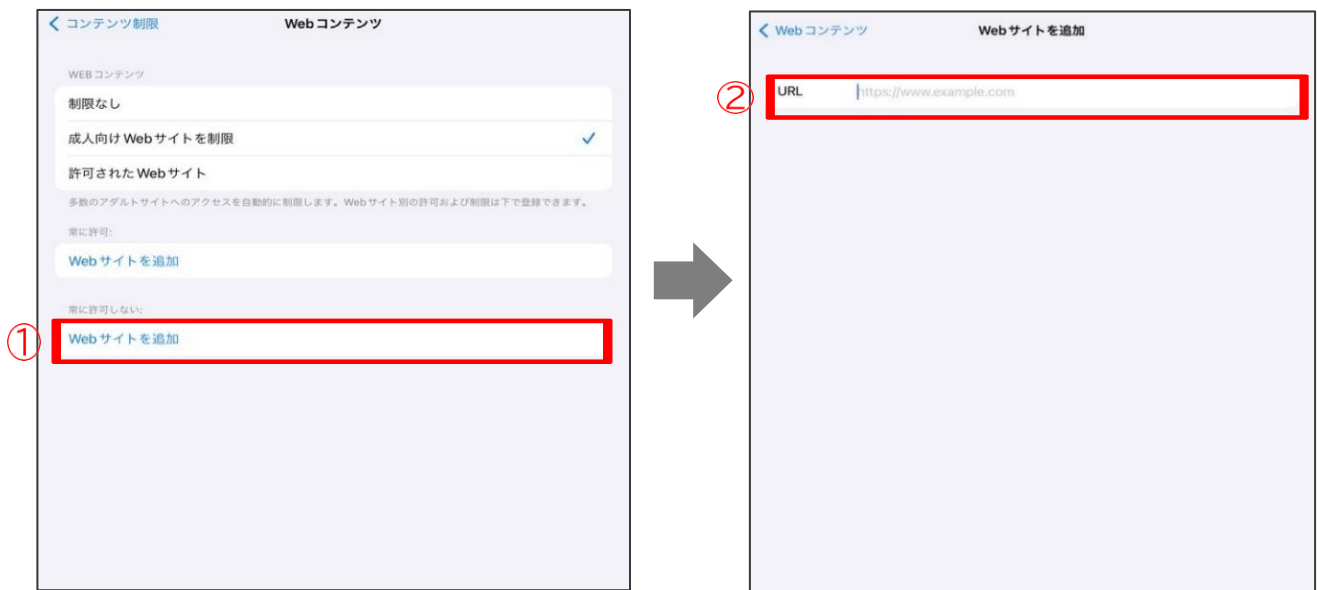 コンテンツ制限
Webコンテンツ
WEBコンテンツ
制限なし
成人向けWebサイトを制限
許可されたWebサイト
多数のアダルトサイトへのアクセスを自動的に制限します。Webサイト別の許可および制限は下で登録できます。
常に許可:
Webサイトを追加
常に許可しない:
① Webサイトを追加
Webコンテンツ
Webサイトを追加
② URL https://www.example.com